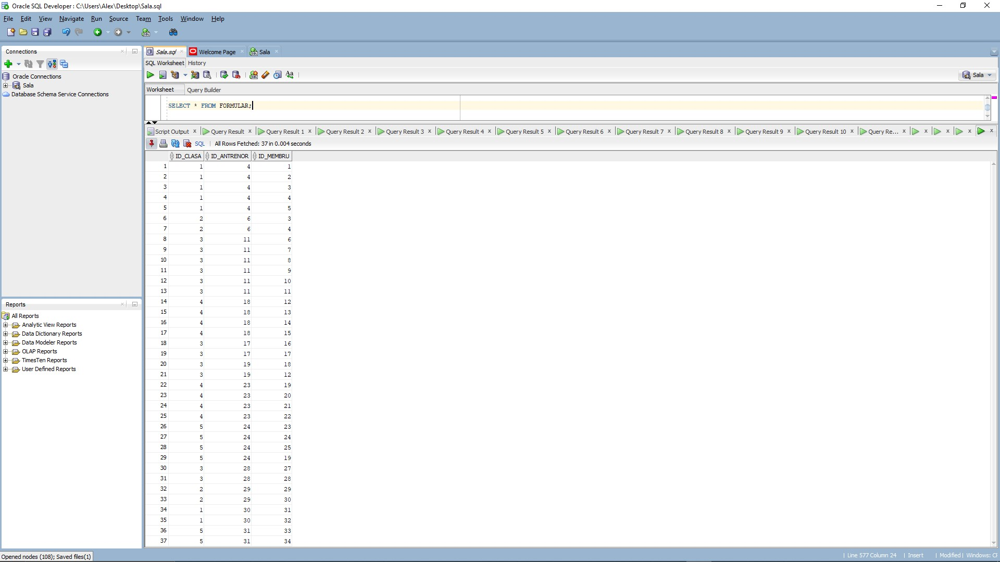 Oracle SQL Developer : C:\Users\Alex\Desktop\Sala.sql
File Edit View Navigate Run Source Team Tools Window Help
Connections
Oracle Connections
Sala
Database Schema Service Connections
Reports
All Reports
Analytic View Reports
Data Dictionary Reports
Data Modeler Reports
OLAP Reports
TimesTen Reports
User Defined Reports
Sala.sql Welcome Page Sala
SQL Worksheet History
Sala
Worksheet Query Builder
SELECT * FROM FORMULAR;
Script Output x Query Result x Query Result 1 x Query Result 2 x Query Result 3 x Query Result 4 x Query Result 5 x Query Result 6 x Query Result 7 x Query Result 8 x Query Result 9 x Query Result 10 x Query Re... x x x x x
SQL | All Rows Fetched: 37 in 0.004 seconds
ID_CLASA ID_ANTRENOR ID_MEMBRU
1 1 4 1
2 1 4 2
3 1 4 3
4 1 4 4
5 1 4 5
6 2 6 3
7 2 6 4
8 3 11 6
9 3 11 7
10 3 11 8
11 3 11 9
12 3 11 10
13 3 11 11
14 4 18 12
15 4 18 13
16 4 18 14
17 4 18 15
18 3 17 16
19 3 17 17
20 3 19 18
21 3 19 12
22 4 23 19
23 4 23 20
24 4 23 21
25 4 23 22
26 5 24 23
27 5 24 24
28 5 24 25
29 5 24 19
30 3 28 27
31 3 28 28
32 2 29 29
33 2 29 30
34 1 30 31
35 1 30 32
36 5 31 33
37 5 31 34
Opened nodes (108); Saved files(1)
| Line 577 Column 24 | Insert | Modified | Windows: CF